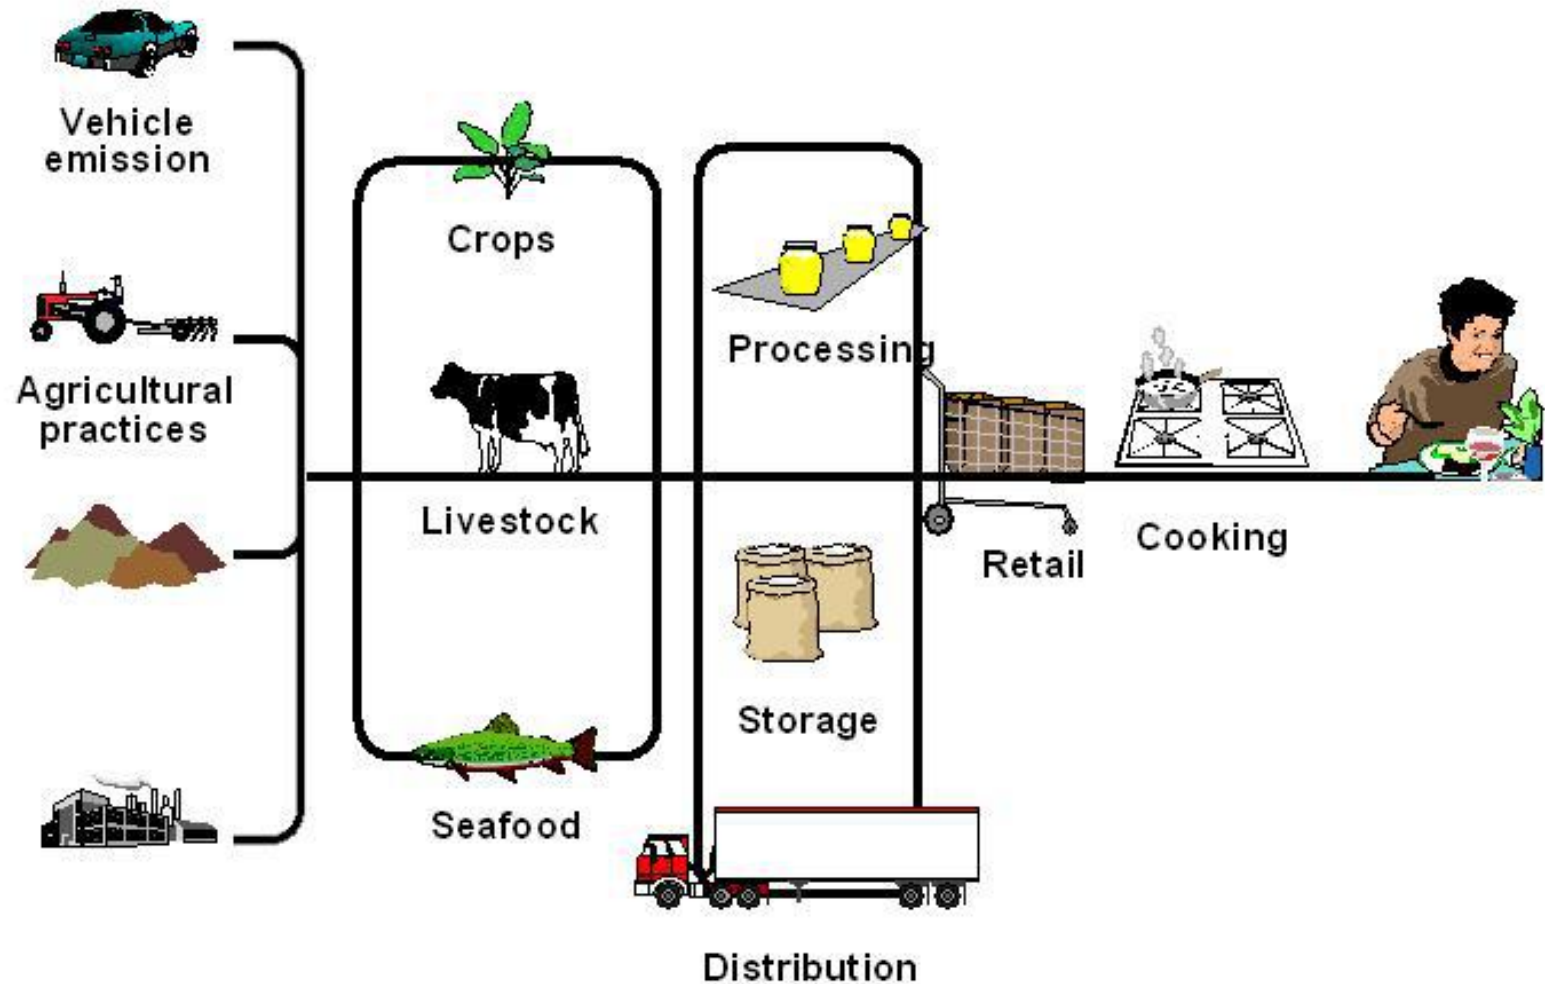 Vehicle
emission
Agricultural
practices
Crops
Livestock
Seafood
Processing
Storage
Distribution
Retail
Cooking